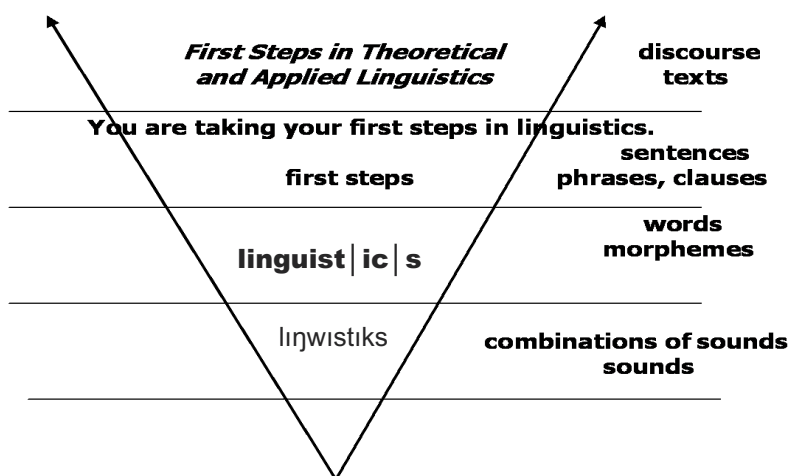 First Steps in Theoretical
and Applied Linguistics
discourse
texts
You are taking your first steps in linguistics.
sentences
phrases, clauses
first steps
words
morphemes
linguist|ic|s
lıŋwıstıks
combinations of sounds
sounds